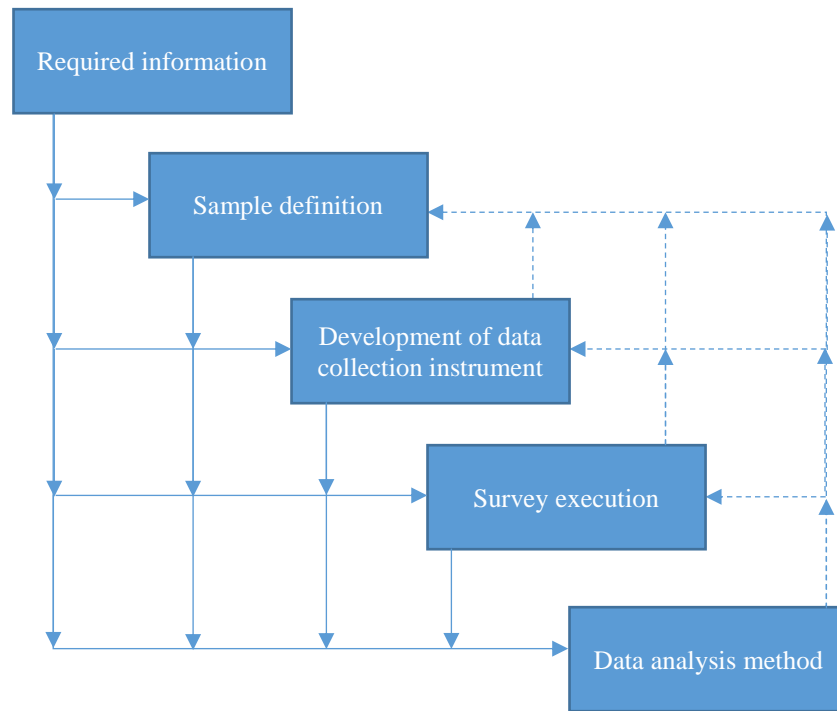 Required information
Sample definition
Development of data
collection instrument
Survey execution
Data analysis method